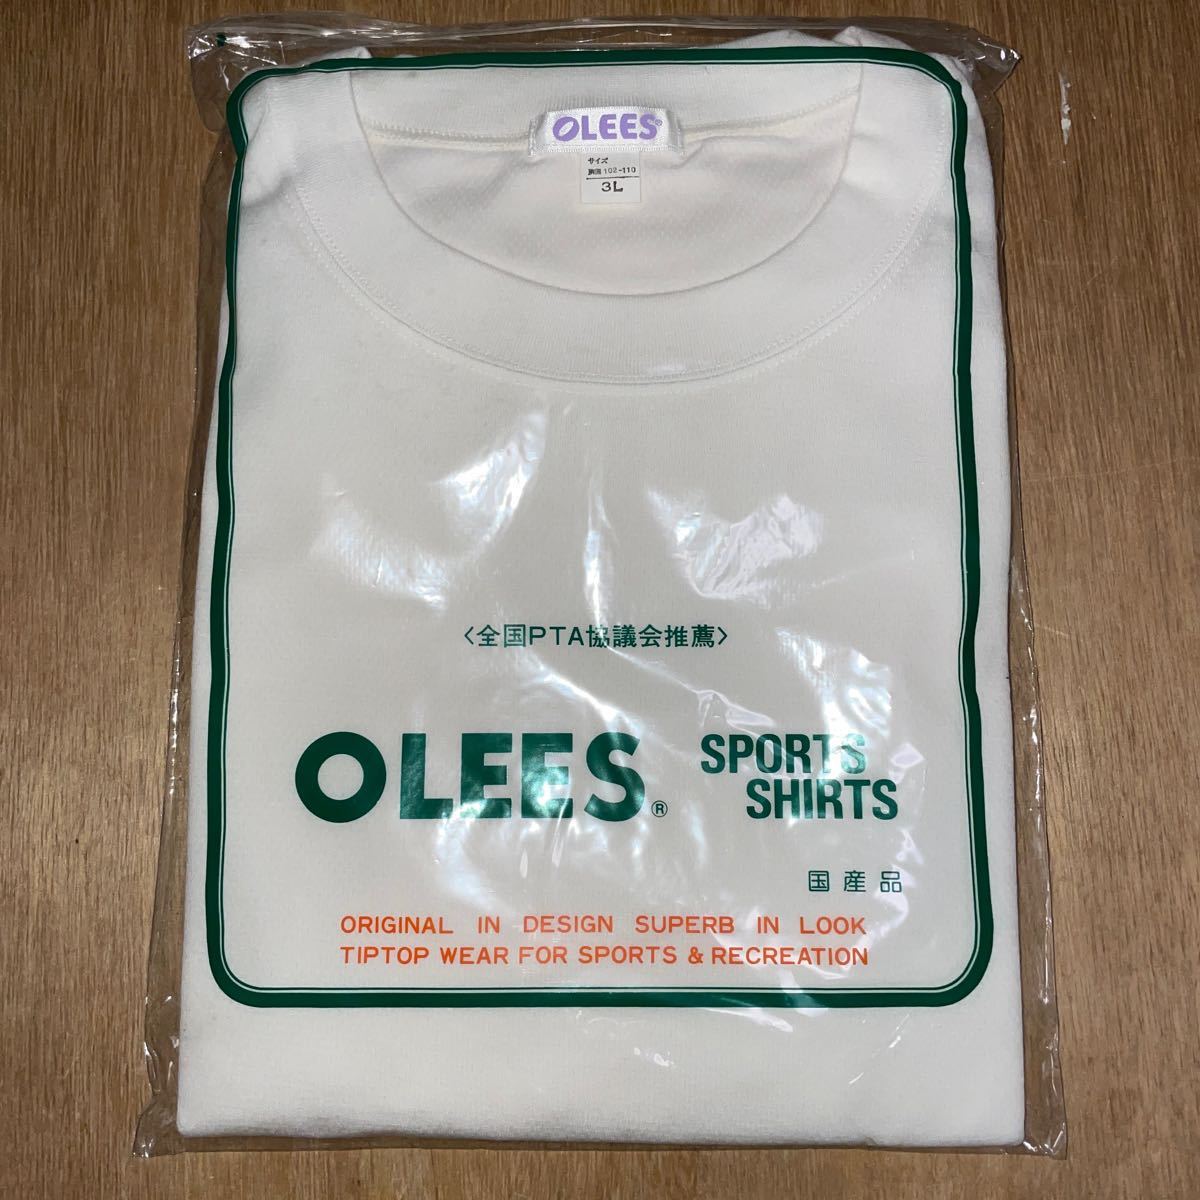 OLEES®
サイズ
胸囲 102-110
3L
〈全国PTA協議会推薦〉
OLEES® SPORTS SHIRTS
国産品
ORIGINAL IN DESIGN SUPERB IN LOOK
TIPTOP WEAR FOR SPORTS & RECREATION